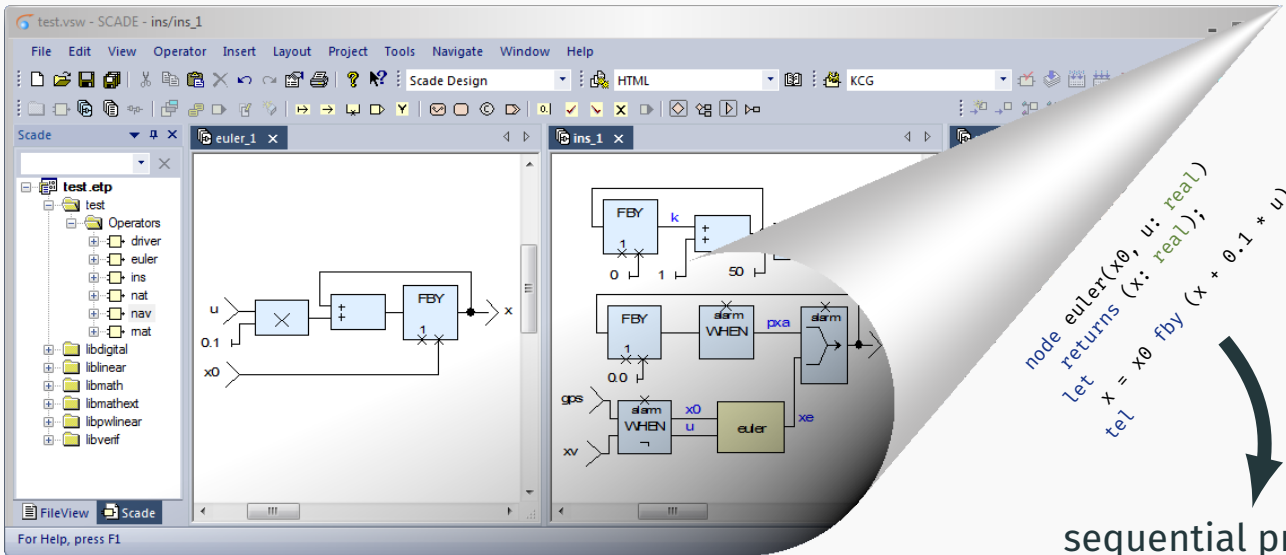 test.vsw - SCADE - ins/ins_1
File Edit View Operator Insert Layout Project Tools Navigate Window Help
Scade Design HTML KCG
Scade
euler_1
ins_1
test.etp
test
Operators
driver
euler
ins
nat
nav
mat
libdigital
liblinear
libmath
libmathext
libpwlinear
libverif
FileView Scade
For Help, press F1
u
0.1
x0
FBY
1
x
FBY
1
k
0
1
50
FBY
1
0.0
alarm
WHEN
pxa
alarm
gps
xv
alarm
WHEN
x0
u
euler
xe
node euler(x0, u: real)
returns (x: real);
let
x = x0 fby (x + 0.1 * u)
tel
sequential